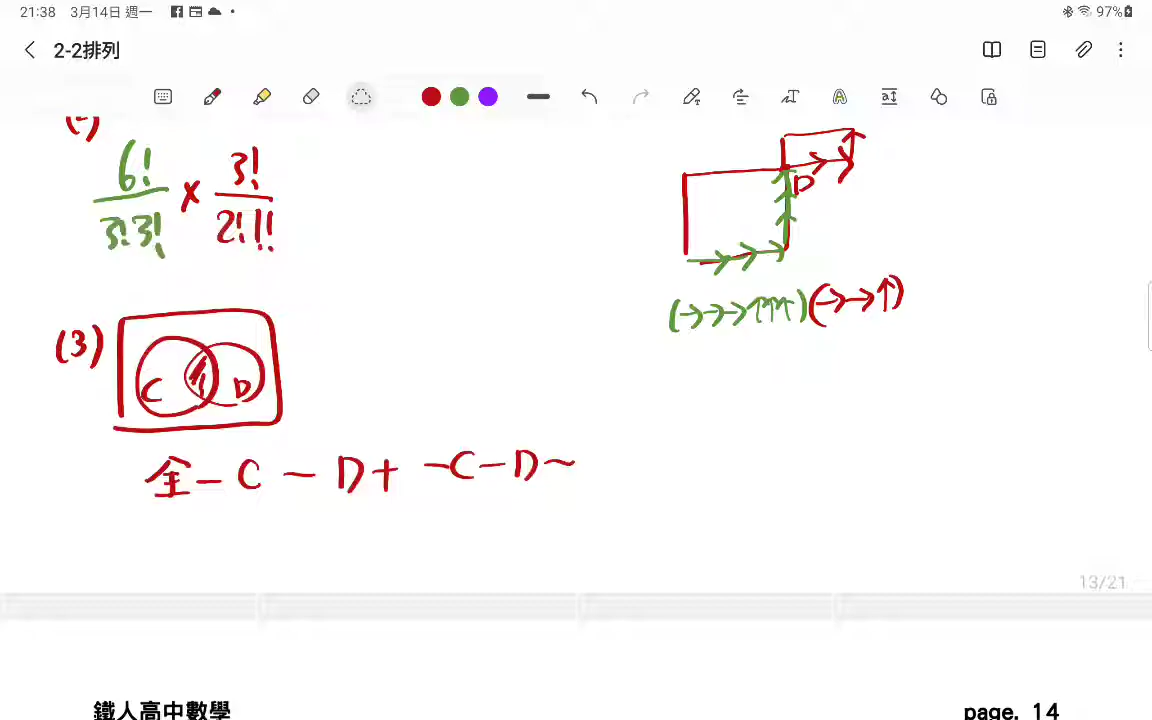 21:38 3月14日 週一 97%
2-2排列
6!/3!3! × 3!/2!1!
P
(→→→↑↑↑)(→→↑)
(3)
C D
全 - C - D + -C-D~
13/21
鐵人高中數學 page. 14